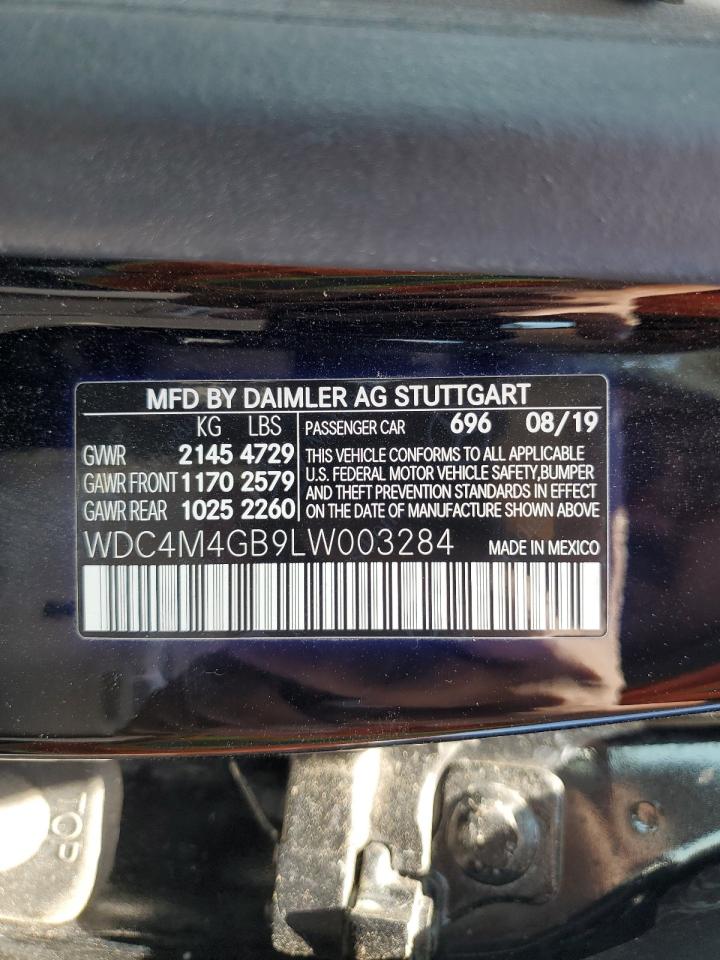 MFD BY DAIMLER AG STUTTGART
KG LBS
GVWR 2145 4729
GAWR FRONT 1170 2579
GAWR REAR 1025 2260
PASSENGER CAR 696 08/19
THIS VEHICLE CONFORMS TO ALL APPLICABLE
U.S. FEDERAL MOTOR VEHICLE SAFETY,BUMPER
AND THEFT PREVENTION STANDARDS IN EFFECT
ON DATE OF MANUFACTURE SHOWN ABOVE
WDC4M4GB9LW003284 MADE IN MEXICO
TOP